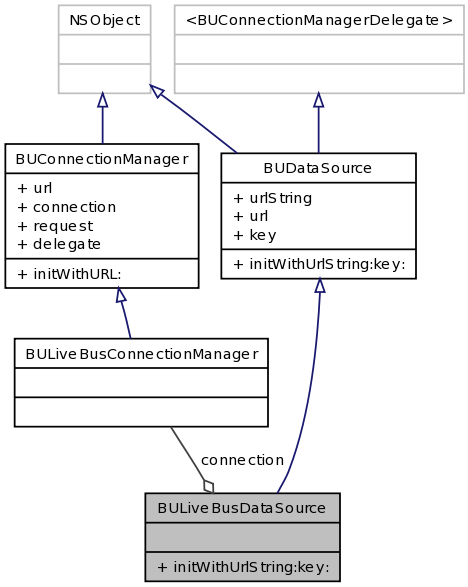 NSObject
<BUConnectionManagerDelegate>
BUConnectionManager
+ url
+ connection
+ request
+ delegate
+ initWithURL:
BUDataSource
+ urlString
+ url
+ key
+ initWithUrlString:key:
BULiveBusConnectionManager
connection
BULiveBusDataSource
+ initWithUrlString:key: